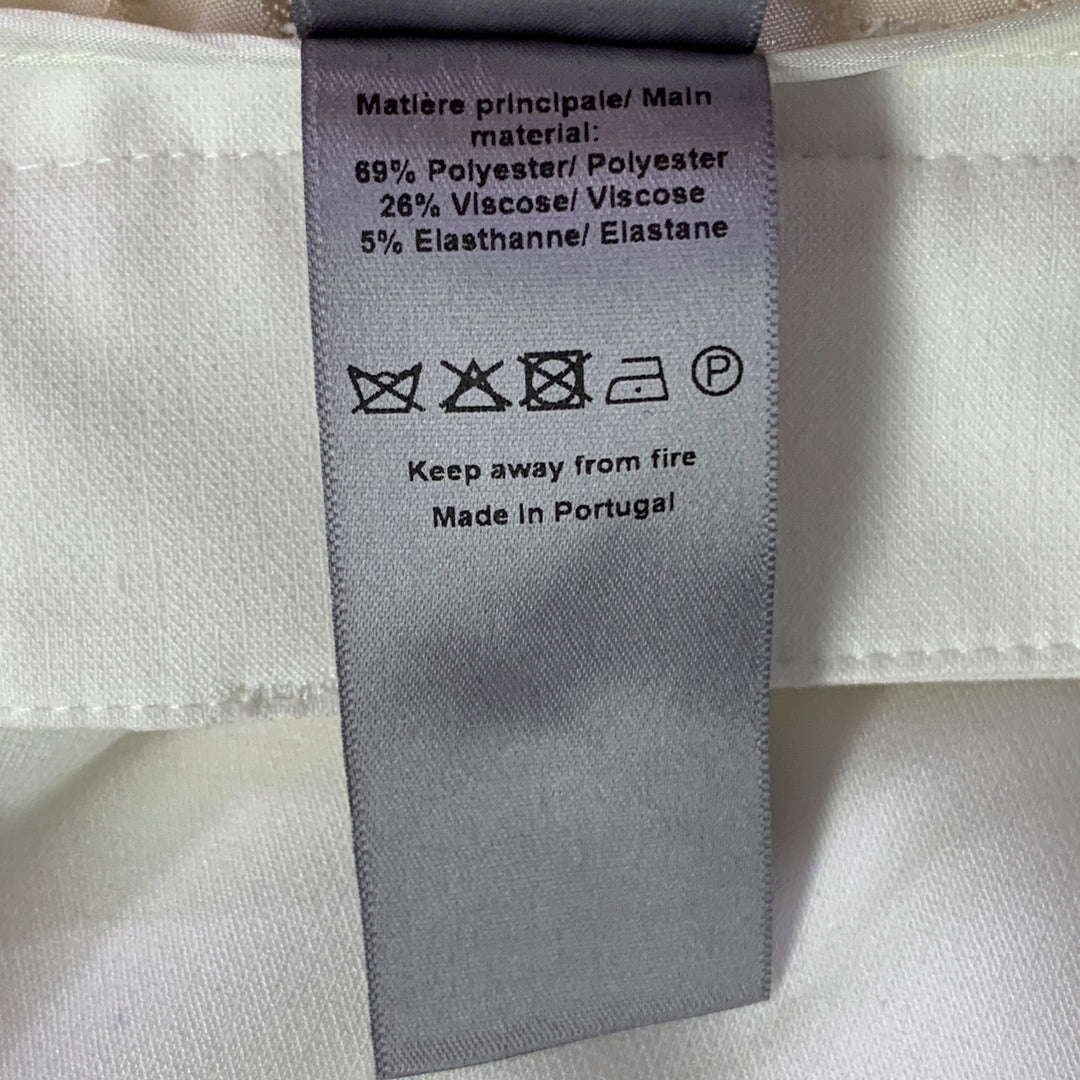 Matière principale/ Main
material:
69% Polyester/ Polyester
26% Viscose/ Viscose
5% Elasthanne/ Elastane
P
Keep away from fire
Made in Portugal